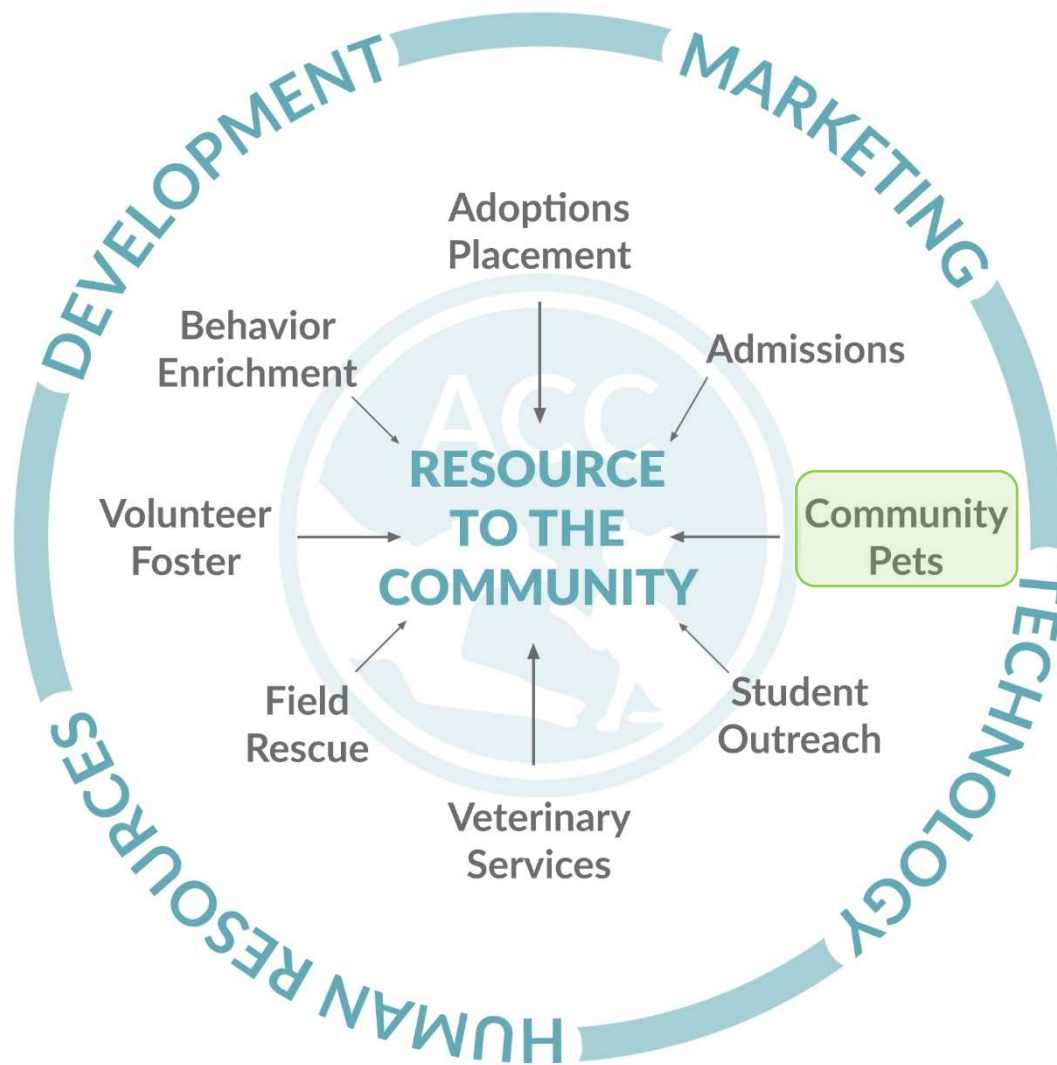 DEVELOPMENT
MARKETING
TECHNOLOGY
HUMAN RESOURCES
Adoptions
Placement
Admissions
Community
Pets
Student
Outreach
Veterinary
Services
Field
Rescue
Volunteer
Foster
Behavior
Enrichment
ACC
RESOURCE
TO THE
COMMUNITY